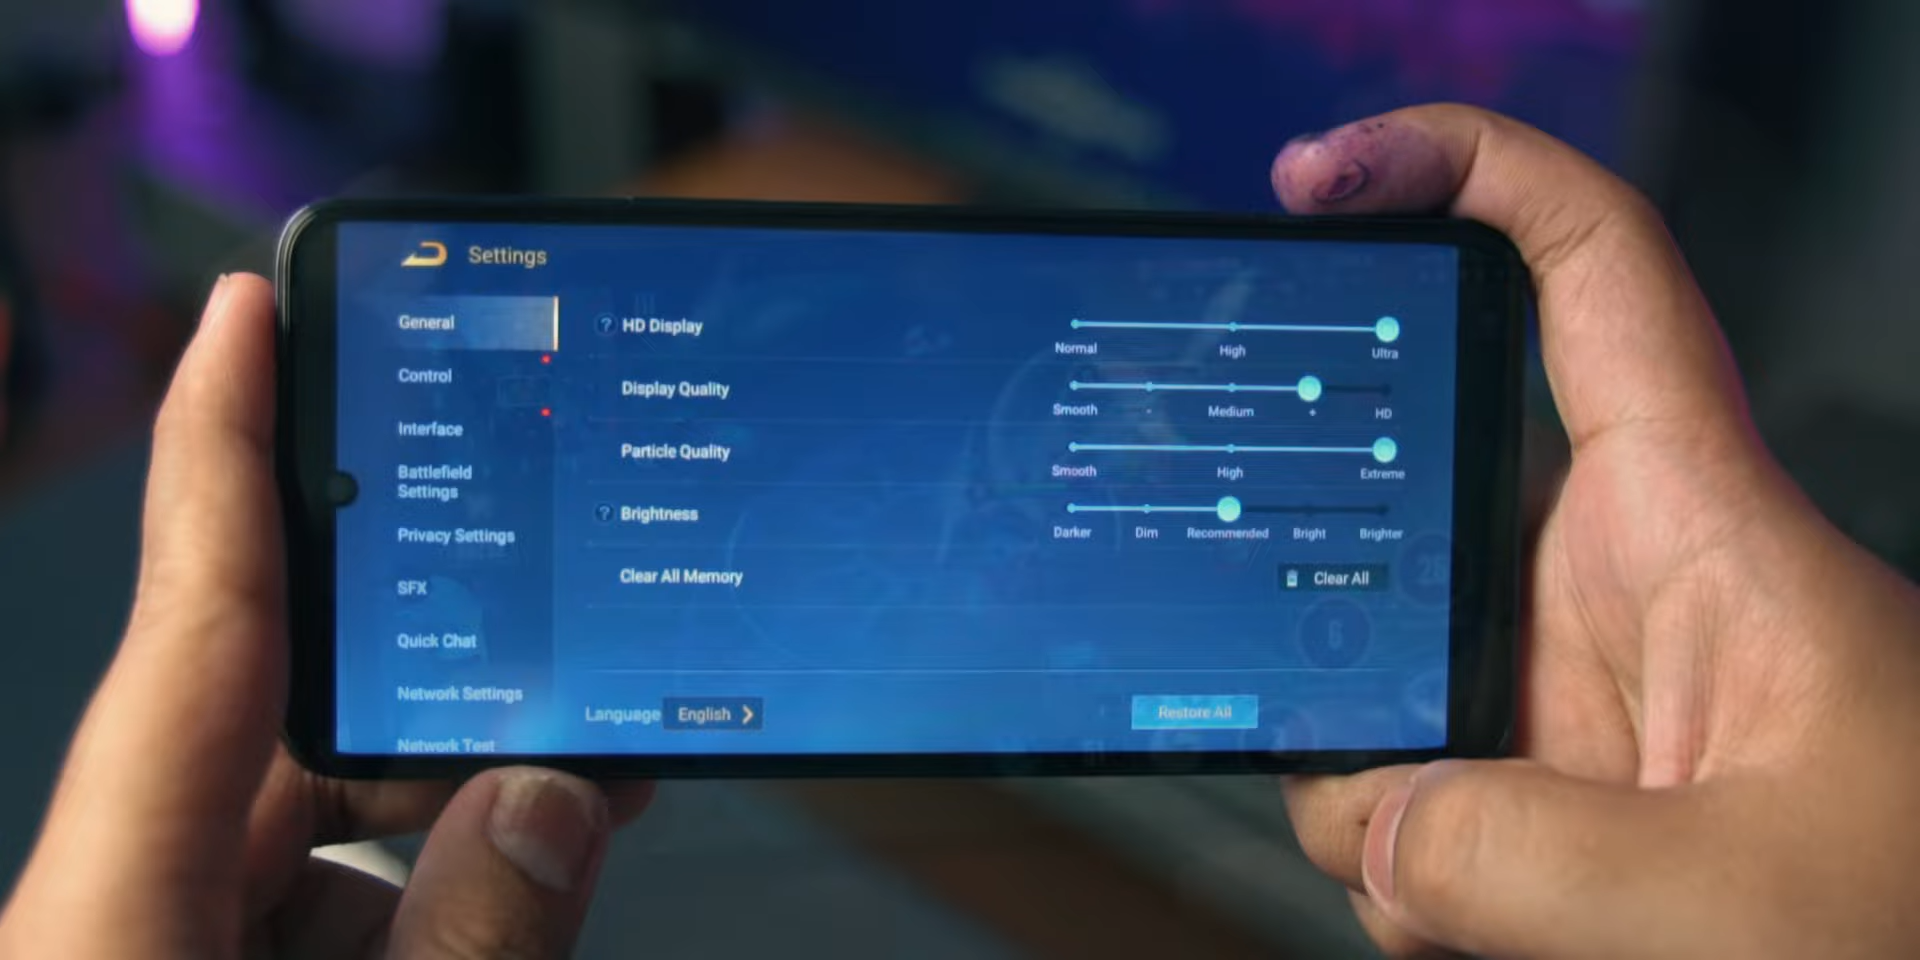 Settings
General
Control
Interface
Battlefield
Settings
Privacy Settings
SFX
Quick Chat
Network Settings
Network Test
? HD Display
Normal High Ultra
Display Quality
Smooth - Medium + HD
Particle Quality
Smooth High Extreme
? Brightness
Darker Dim Recommended Bright Brighter
Clear All Memory
Clear All
Language English >
Restore All